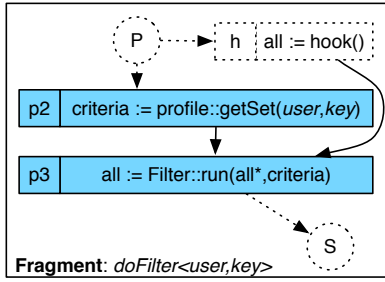 P
h all := hook()
p2 criteria := profile::getSet(user,key)
p3 all := Filter::run(all*,criteria)
S
Fragment: doFilter<user,key>